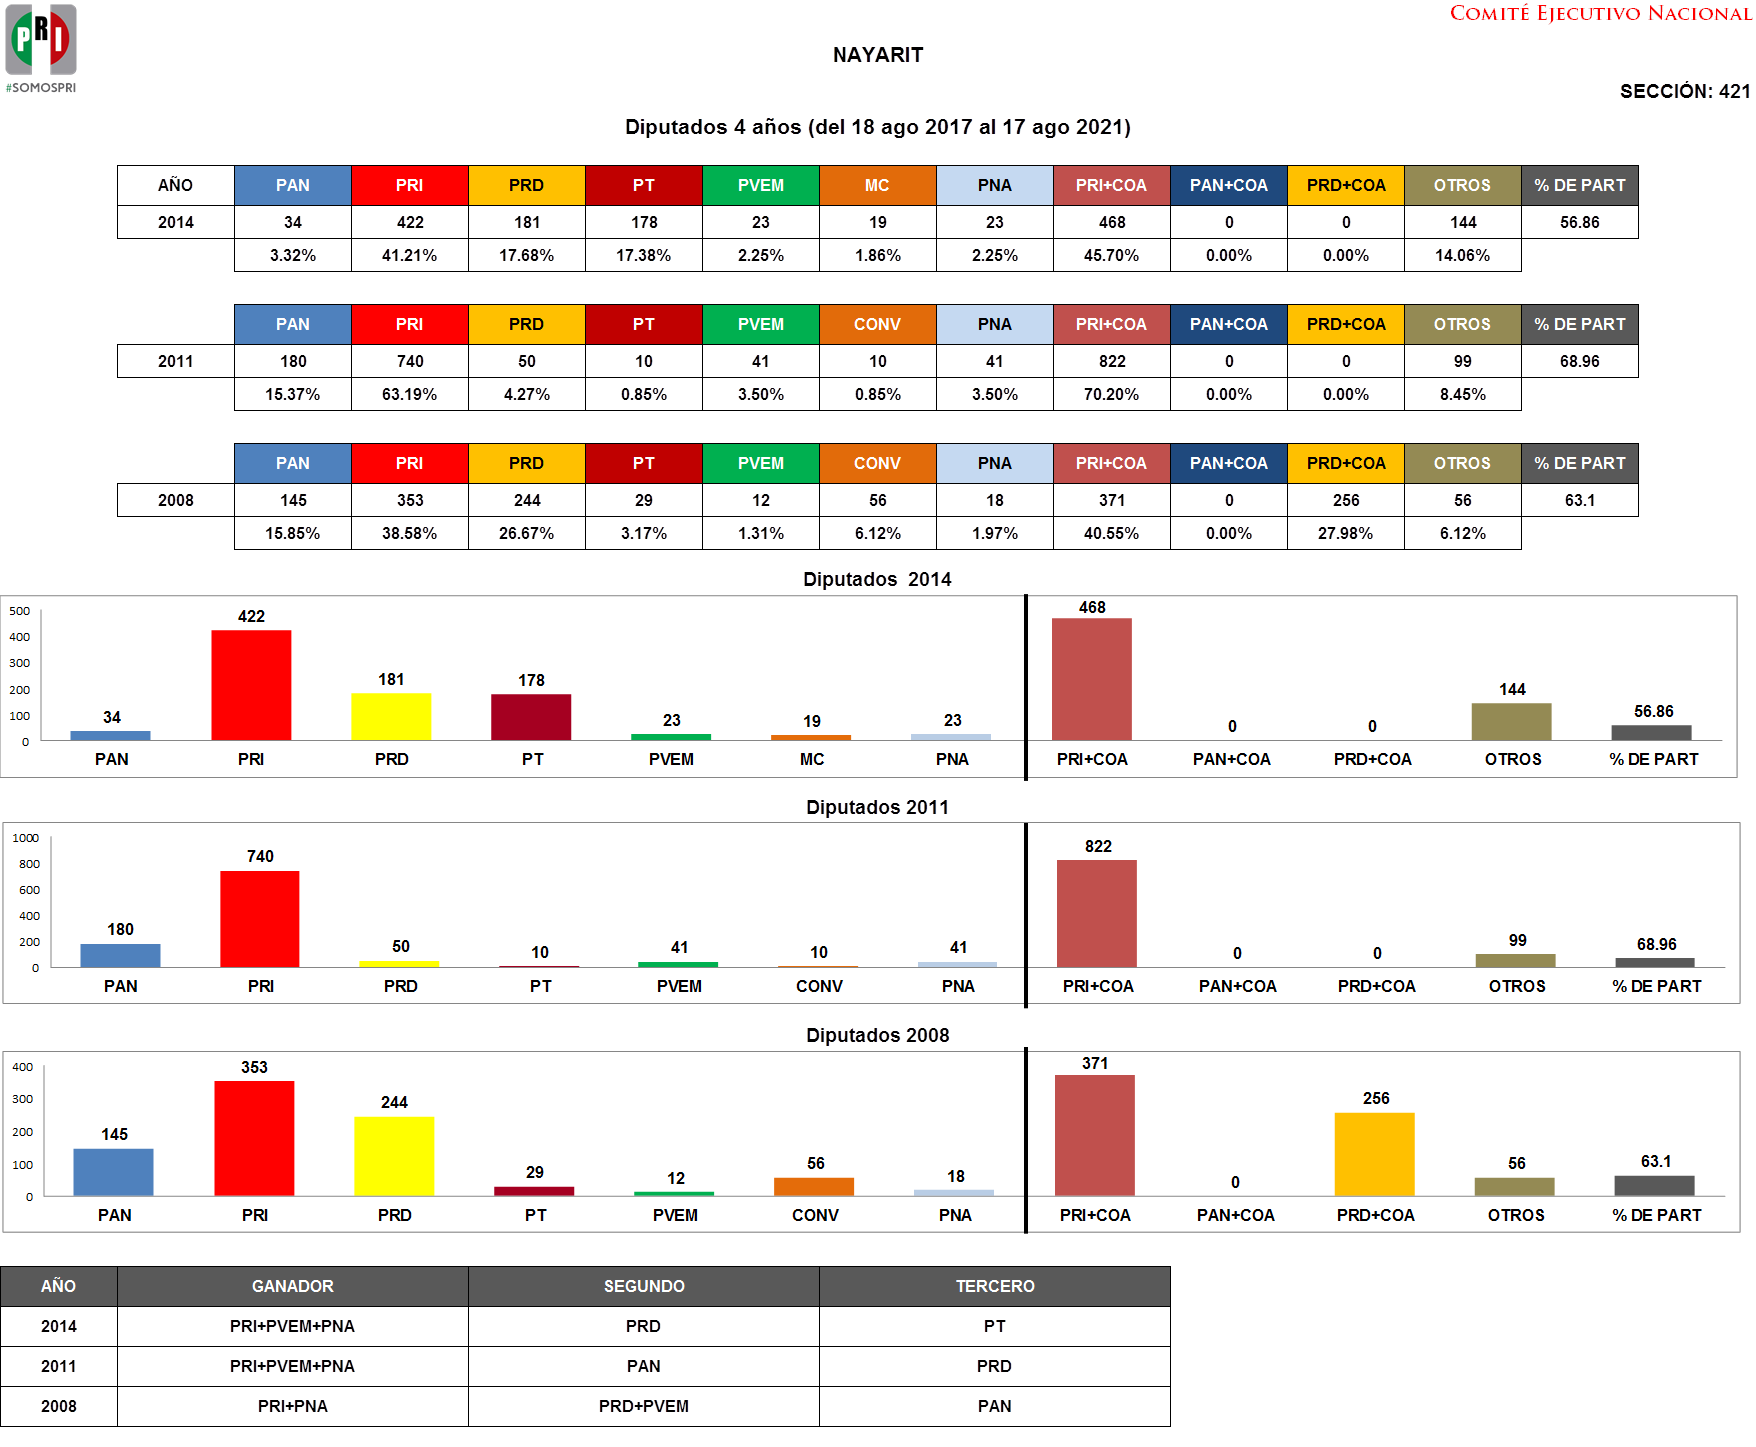 PRI
#SOMOSPRI
COMITÉ EJECUTIVO NACIONAL
NAYARIT
SECCIÓN: 421
Diputados 4 años (del 18 ago 2017 al 17 ago 2021)
AÑO PAN PRI PRD PT PVEM MC PNA PRI+COA PAN+COA PRD+COA OTROS % DE PART
2014 34 422 181 178 23 19 23 468 0 0 144 56.86
3.32% 41.21% 17.68% 17.38% 2.25% 1.86% 2.25% 45.70% 0.00% 0.00% 14.06%
PAN PRI PRD PT PVEM CONV PNA PRI+COA PAN+COA PRD+COA OTROS % DE PART
2011 180 740 50 10 41 10 41 822 0 0 99 68.96
15.37% 63.19% 4.27% 0.85% 3.50% 0.85% 3.50% 70.20% 0.00% 0.00% 8.45%
PAN PRI PRD PT PVEM CONV PNA PRI+COA PAN+COA PRD+COA OTROS % DE PART
2008 145 353 244 29 12 56 18 371 0 256 56 63.1
15.85% 38.58% 26.67% 3.17% 1.31% 6.12% 1.97% 40.55% 0.00% 27.98% 6.12%
Diputados 2014
500
400
300
200
100
0
34 422 181 178 23 19 23 468 0 0 144 56.86
PAN PRI PRD PT PVEM MC PNA PRI+COA PAN+COA PRD+COA OTROS % DE PART
Diputados 2011
1000
800
600
400
200
0
180 740 50 10 41 10 41 822 0 0 99 68.96
PAN PRI PRD PT PVEM CONV PNA PRI+COA PAN+COA PRD+COA OTROS % DE PART
Diputados 2008
400
300
200
100
0
145 353 244 29 12 56 18 371 0 256 56 63.1
PAN PRI PRD PT PVEM CONV PNA PRI+COA PAN+COA PRD+COA OTROS % DE PART
AÑO GANADOR SEGUNDO TERCERO
2014 PRI+PVEM+PNA PRD PT
2011 PRI+PVEM+PNA PAN PRD
2008 PRI+PNA PRD+PVEM PAN